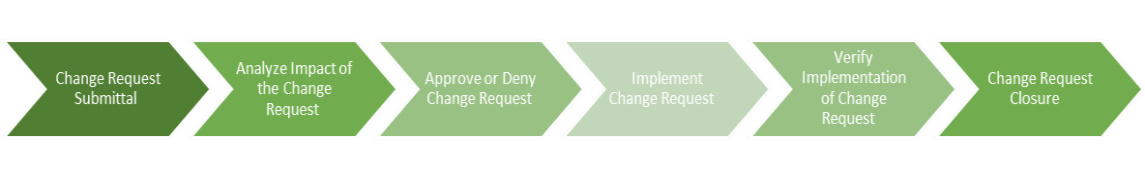 Change Request
Submittal
Analyze Impact of
the Change
Request
Approve or Deny
Change Request
Implement
Change Request
Verify
Implementation
of Change
Request
Change Request
Closure